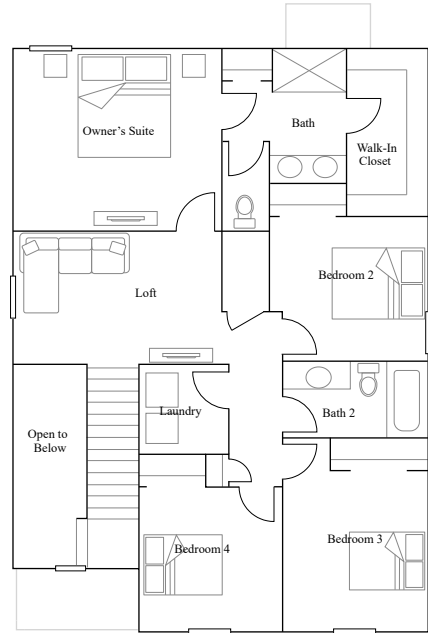 Owner's Suite
Bath
Walk-In
Closet
Bedroom 2
Loft
Laundry
Bath 2
Open to
Below
Bedroom 3
Bedroom 4